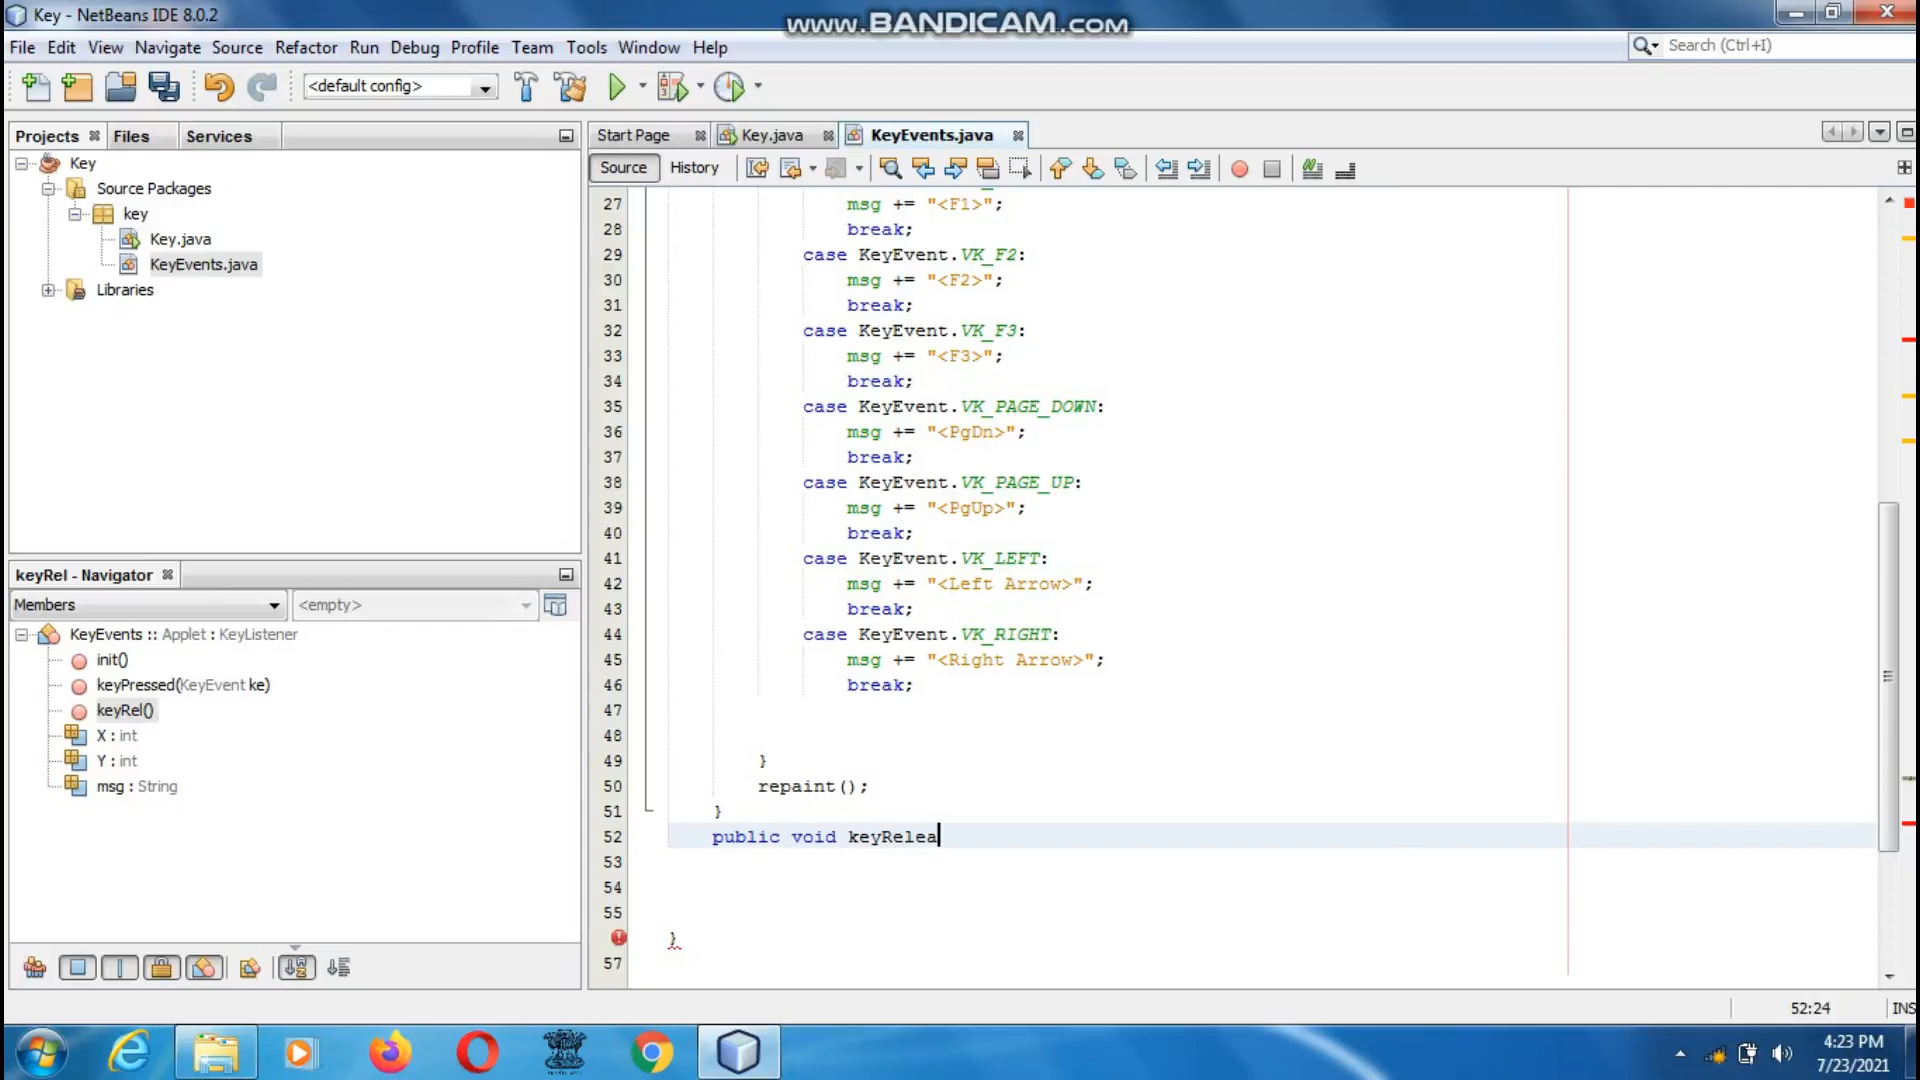 Key - NetBeans IDE 8.0.2
www.BANDICAM.com
File Edit View Navigate Source Refactor Run Debug Profile Team Tools Window Help
Search (Ctrl+I)
<default config>
Projects Files Services
Start Page Key.java KeyEvents.java
Source History
Key
Source Packages
key
Key.java
KeyEvents.java
Libraries
27 msg += "<F1>";
28 break;
29 case KeyEvent.VK_F2:
30 msg += "<F2>";
31 break;
32 case KeyEvent.VK_F3:
33 msg += "<F3>";
34 break;
35 case KeyEvent.VK_PAGE_DOWN:
36 msg += "<PgDn>";
37 break;
38 case KeyEvent.VK_PAGE_UP:
39 msg += "<PgUp>";
40 break;
41 case KeyEvent.VK_LEFT:
42 msg += "<Left Arrow>";
43 break;
44 case KeyEvent.VK_RIGHT:
45 msg += "<Right Arrow>";
46 break;
47
48
49 }
50 repaint();
51 }
52 public void keyRelea
53
54
55
}
57
keyRel - Navigator
Members <empty>
KeyEvents :: Applet : KeyListener
init()
keyPressed(KeyEvent ke)
keyRel()
X : int
Y : int
msg : String
52:24 INS
4:23 PM
7/23/2021